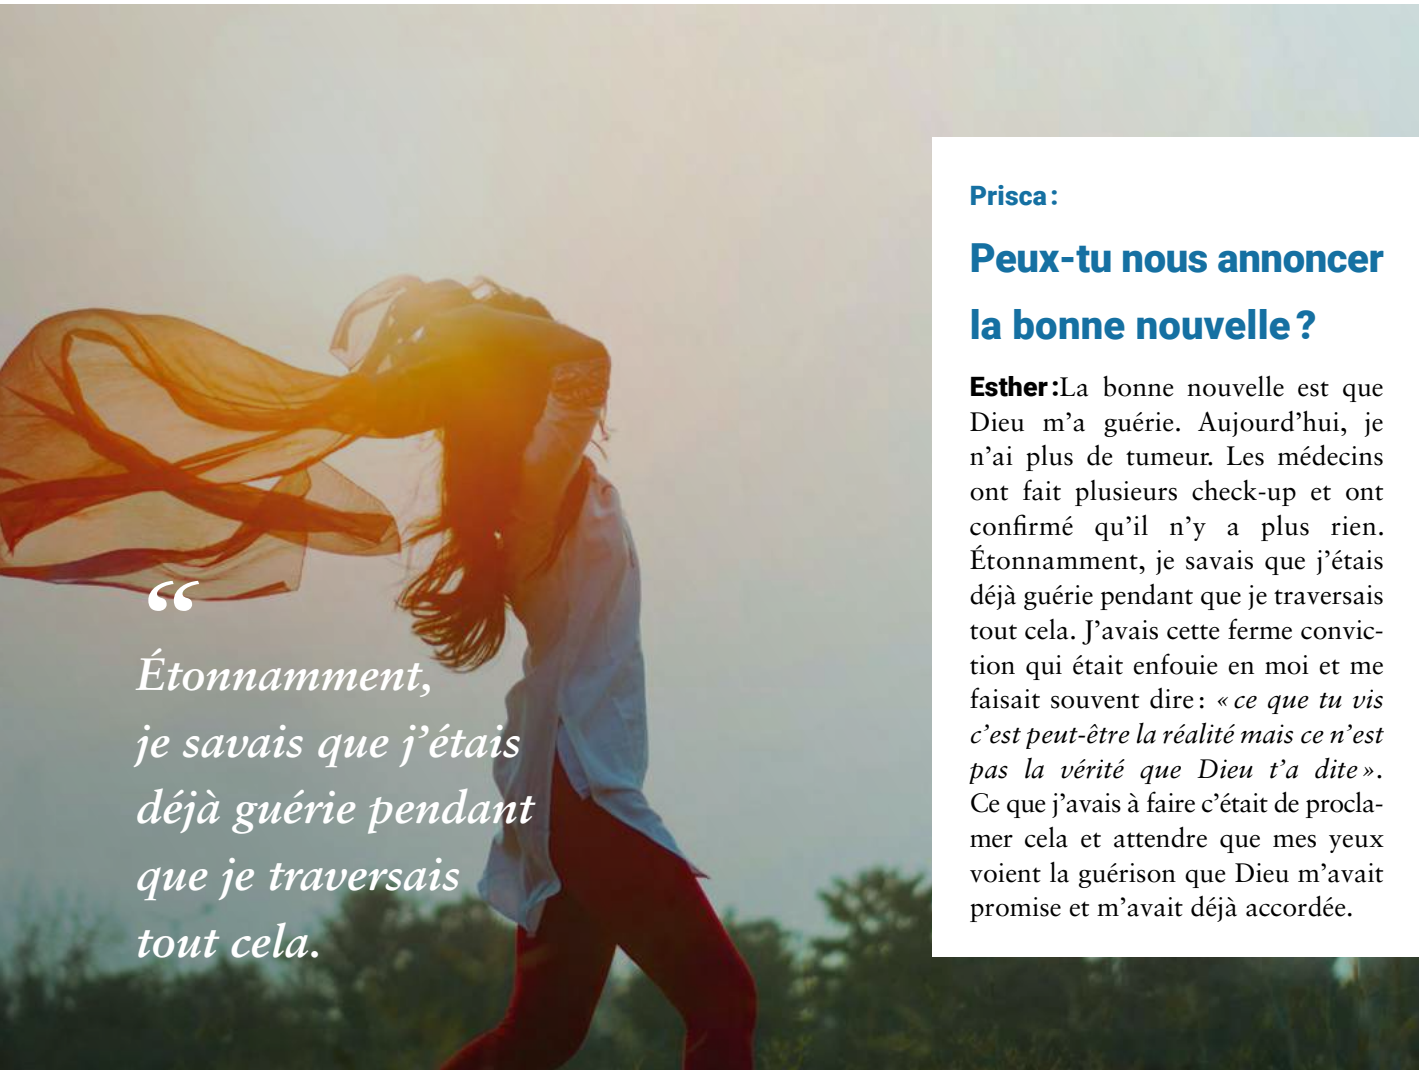 “
Étonnamment,
je savais que j’étais
déjà guérie pendant
que je traversais
tout cela.
Prisca :
Peux-tu nous annoncer
la bonne nouvelle ?
Esther :La bonne nouvelle est que
Dieu m’a guérie. Aujourd’hui, je
n’ai plus de tumeur. Les médecins
ont fait plusieurs check-up et ont
confirmé qu’il n’y a plus rien.
Étonnamment, je savais que j’étais
déjà guérie pendant que je traversais
tout cela. J’avais cette ferme convic-
tion qui était enfouie en moi et me
faisait souvent dire : « ce que tu vis
c’est peut-être la réalité mais ce n’est
pas la vérité que Dieu t’a dite ».
Ce que j’avais à faire c’était de procla-
mer cela et attendre que mes yeux
voient la guérison que Dieu m’avait
promise et m’avait déjà accordée.